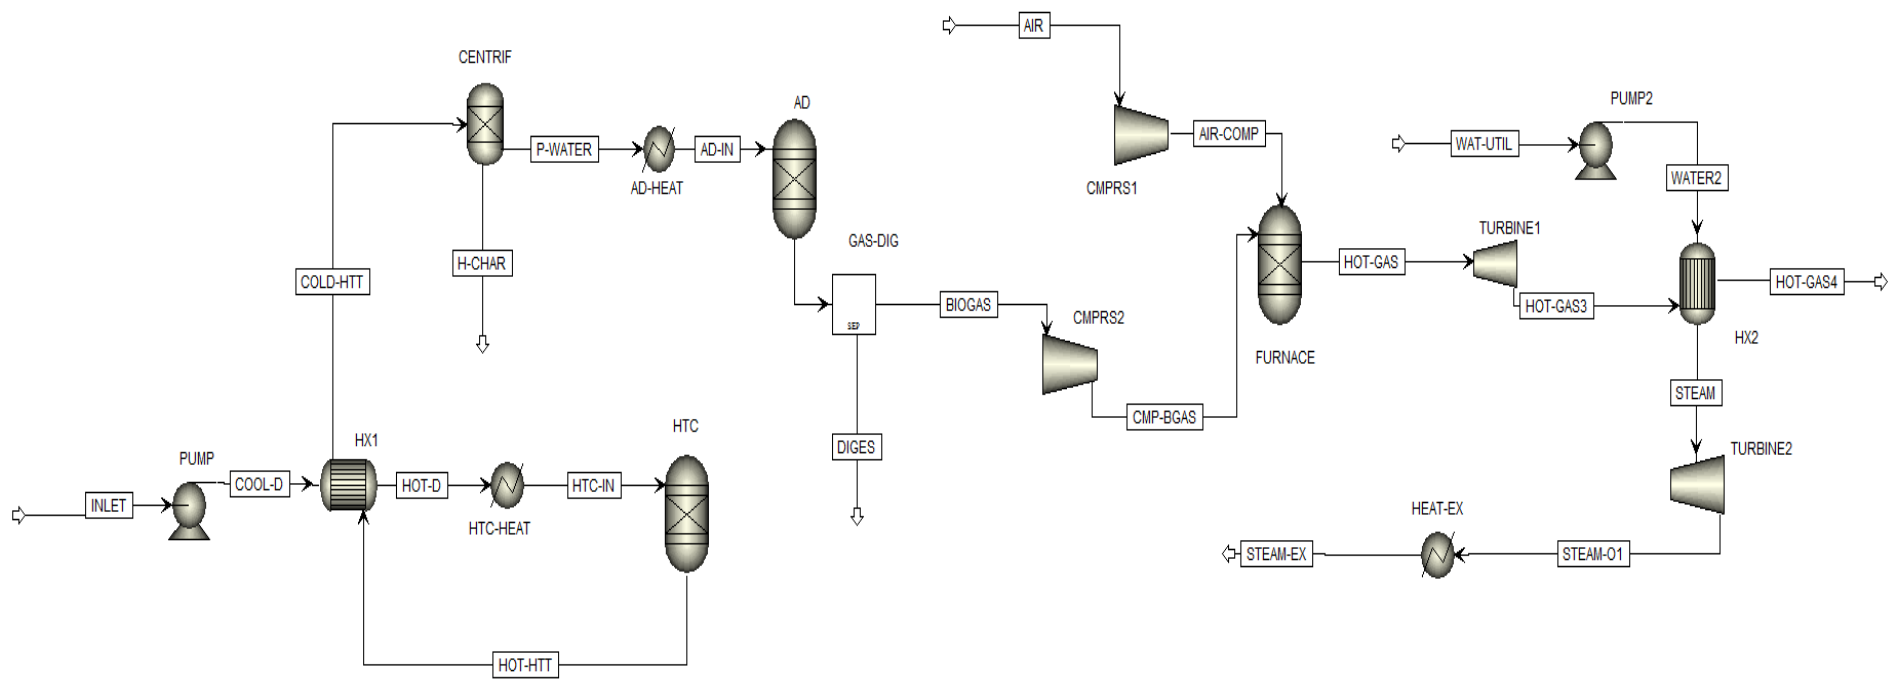 AIR
CENTRIF
PUMP2
AD
AIR-COMP
WAT-UTIL
P-WATER
AD-IN
WATER2
AD-HEAT
CMPRS1
TURBINE1
GAS-DIG
H-CHAR
HOT-GAS
COLD-HTT
HOT-GAS4
BIOGAS
HOT-GAS3
CMPRS2
SEP
HX2
FURNACE
STEAM
CMP-BGAS
HTC
HX1
DIGES
TURBINE2
PUMP
COOL-D
HOT-D
HTC-IN
INLET
HEAT-EX
HTC-HEAT
STEAM-EX
STEAM-O1
HOT-HTT